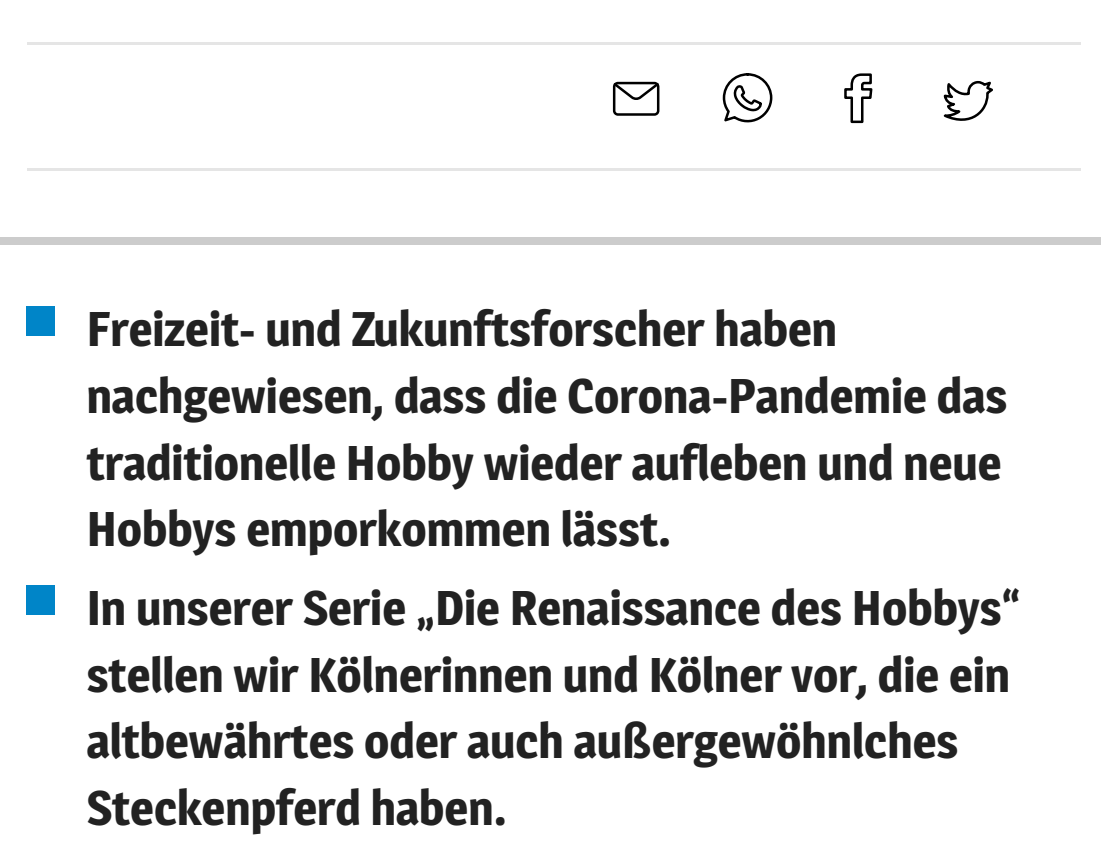 Freizeit- und Zukunftsforscher haben
nachgewiesen, dass die Corona-Pandemie das
traditionelle Hobby wieder aufleben und neue
Hobbys emporkommen lässt.
In unserer Serie „Die Renaissance des Hobbys“
stellen wir Kölnerinnen und Kölner vor, die ein
altbewährtes oder auch außergewöhnlches
Steckenpferd haben.